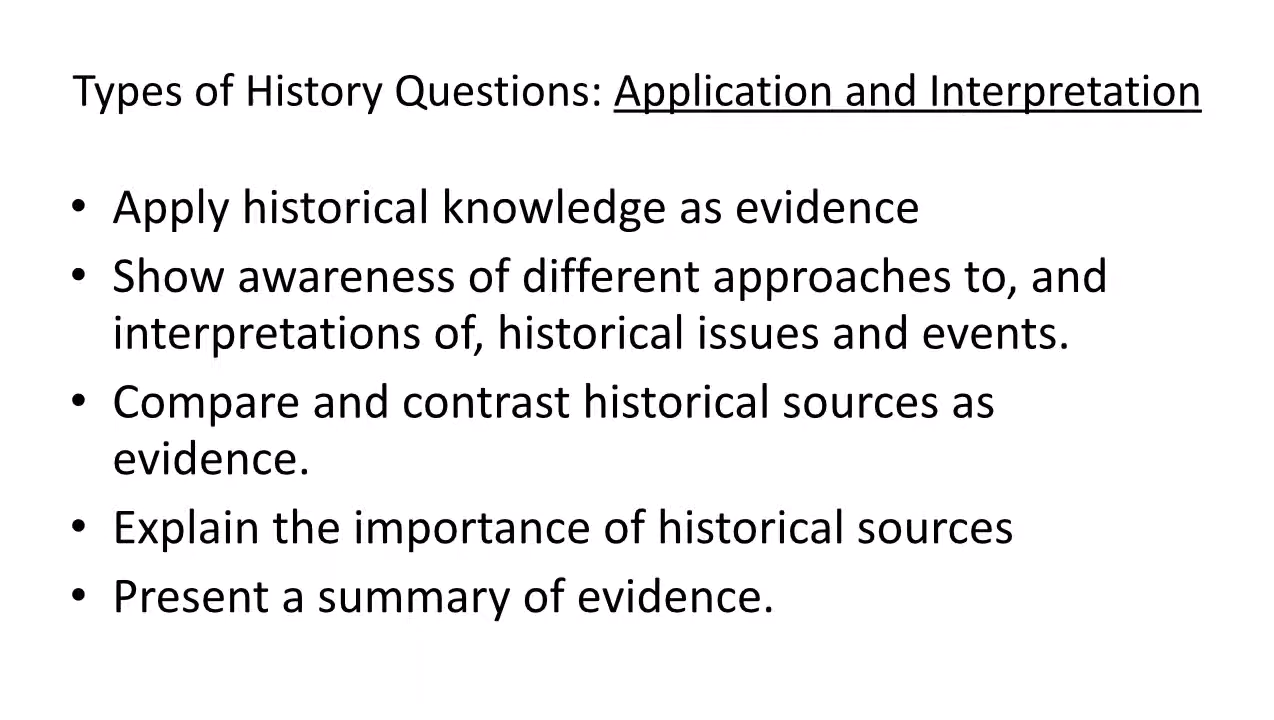 Types of History Questions: Application and Interpretation
• Apply historical knowledge as evidence
• Show awareness of different approaches to, and
interpretations of, historical issues and events.
• Compare and contrast historical sources as
evidence.
• Explain the importance of historical sources
• Present a summary of evidence.